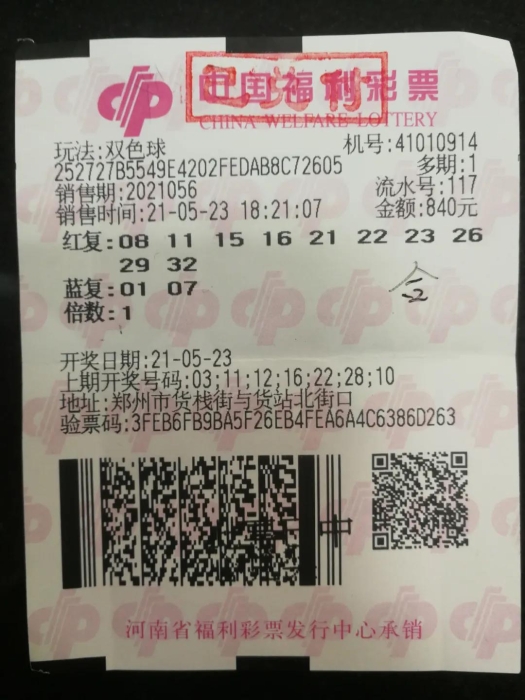 中国福利彩票
已兑付
CHINA WELFARE LOTTERY
玩法:双色球 机号:41010914
252727B5549E4202FEDAB8C72605 多期:1
销售期:2021056 流水号:117
销售时间:21-05-23 18:21:07 金额:840元
红复:08 11 15 16 21 22 23 26
29 32
蓝复:01 07
倍数:1
开奖日期:21-05-23
上期开奖号码:03;11;12;16;22;28;10
地址:郑州市货栈街与货站北街口
验票码:3FEB6FB9BA5F26EB4FEA6A4C6386D263
河南省福利彩票发行中心承销